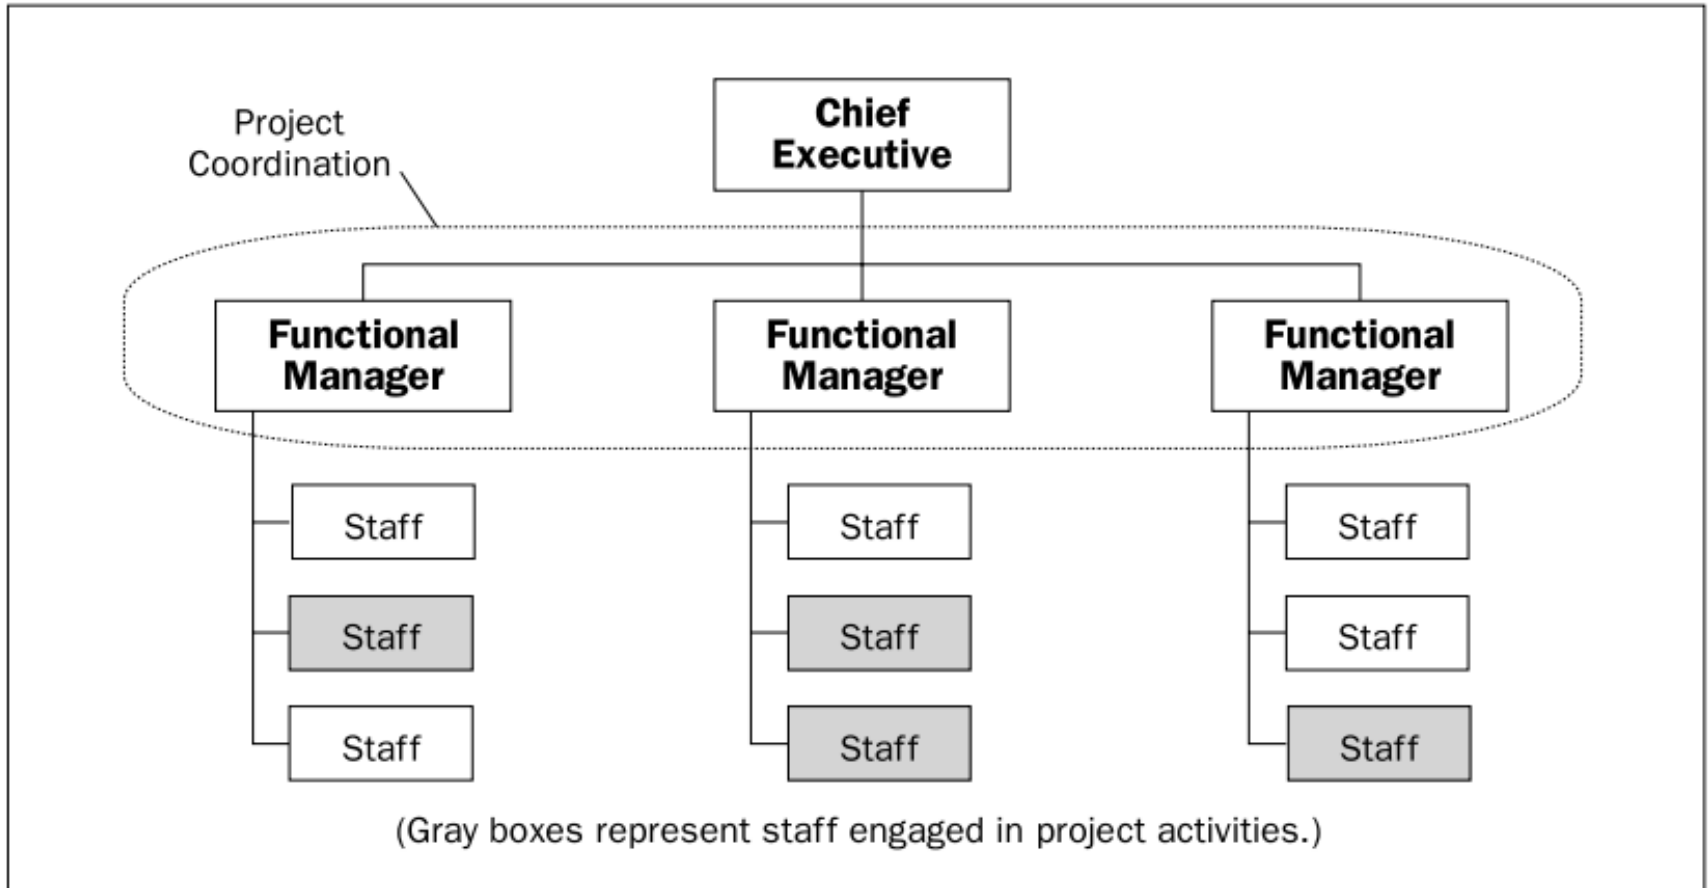 Project
Coordination
Chief
Executive
Functional
Manager
Functional
Manager
Functional
Manager
Staff
Staff
Staff
Staff
Staff
Staff
Staff
Staff
Staff
(Gray boxes represent staff engaged in project activities.)